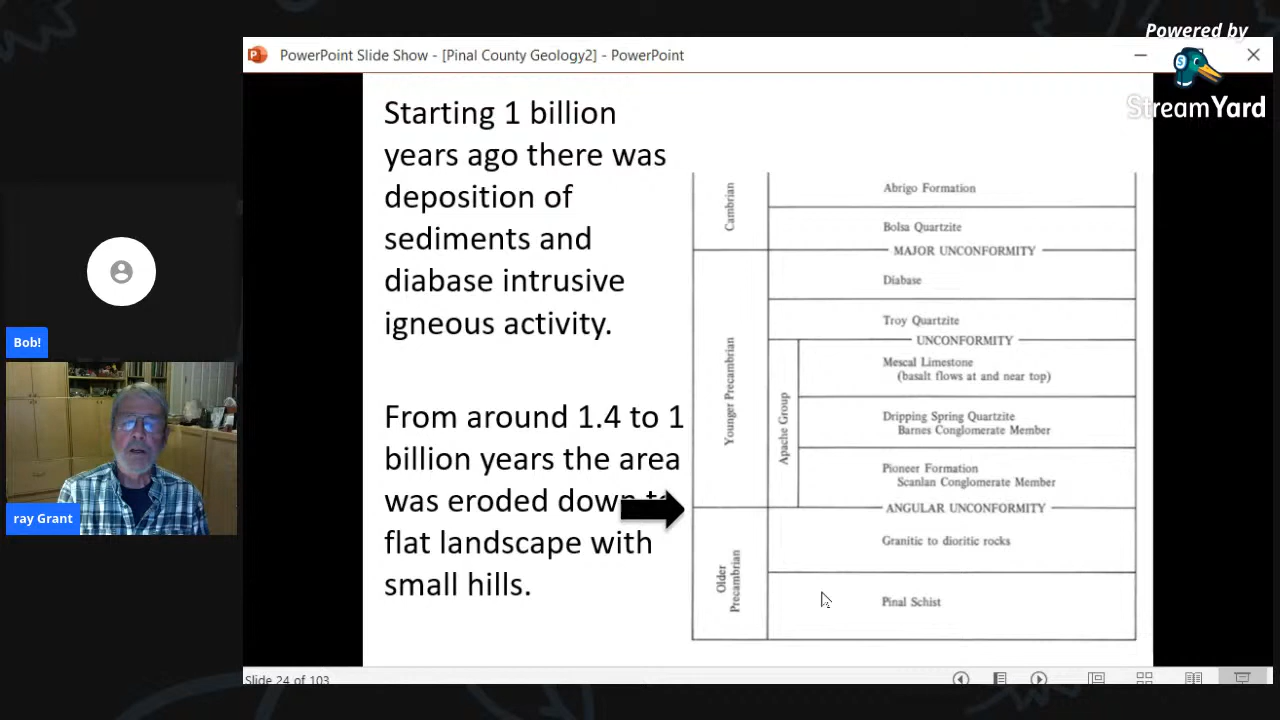 Powered by
StreamYard
PowerPoint Slide Show - [Pinal County Geology2] - PowerPoint
Starting 1 billion
years ago there was
deposition of
sediments and
diabase intrusive
igneous activity.
From around 1.4 to 1
billion years the area
was eroded down to
flat landscape with
small hills.
Cambrian
Abrigo Formation
Bolsa Quartzite
MAJOR UNCONFORMITY
Younger Precambrian
Diabase
Troy Quartzite
UNCONFORMITY
Apache Group
Mescal Limestone
(basalt flows at and near top)
Dripping Spring Quartzite
Barnes Conglomerate Member
Pioneer Formation
Scanlan Conglomerate Member
ANGULAR UNCONFORMITY
Older
Precambrian
Granitic to dioritic rocks
Pinal Schist
Bob!
ray Grant
Slide 24 of 103